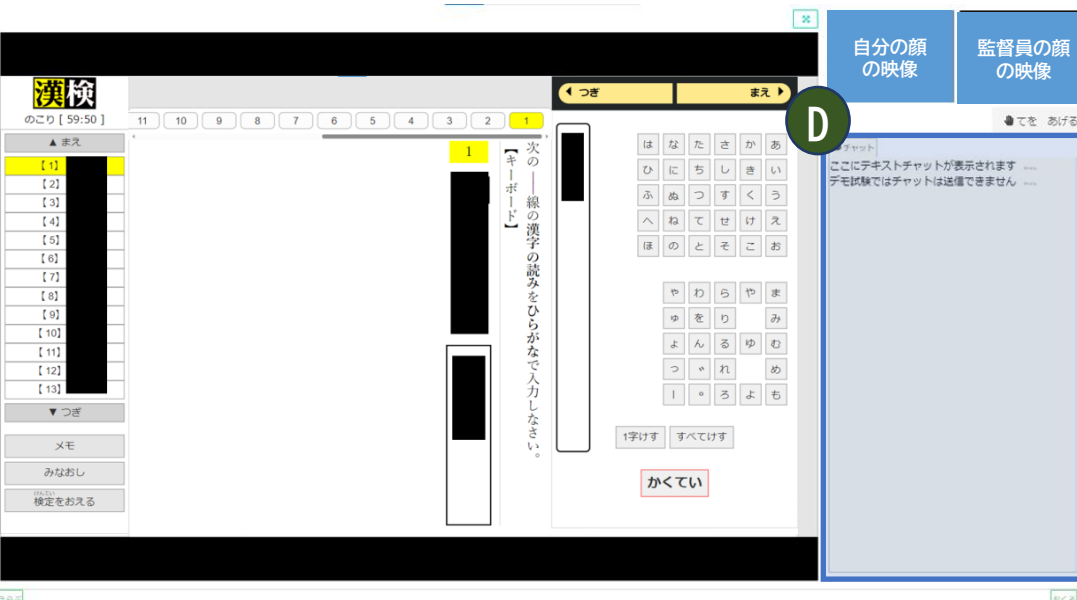 自分の顔
の映像
監督員の顔
の映像
漢検
のこり [ 59:50 ]
▲ まえ
【 1】
【 2】
【 3】
【 4】
【 5】
【 6】
【 7】
【 8】
【 9】
【 10】
【 11】
【 12】
【 13】
▼ つぎ
メモ
みなおし
けんてい
検定をおえる
11 10 9 8 7 6 5 4 3 2 1
次の ――線の漢字の読みをひらがなで入力しなさい。
【キーボード】
1
つぎ
まえ
は な た さ か あ
ひ に ち し き い
ふ ぬ つ す く う
へ ね て せ け え
ほ の と そ こ お
ゃ わ ら や ま
ゅ を り み
ょ ん る ゆ む
っ ゛ れ め
ー ゜ ろ よ も
1字けす
すべてけす
かくてい
D
てを あげる
チャット
ここにテキストチャットが表示されます
デモ試験ではチャットは送信できません